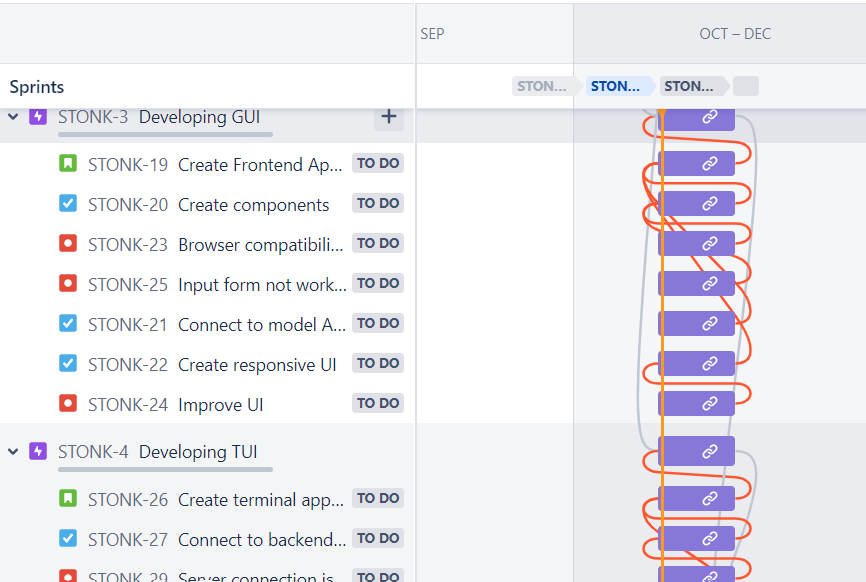 SEP OCT – DEC
Sprints STON... STON... STON...
STONK-3 Developing GUI
STONK-19 Create Frontend Ap... TO DO
STONK-20 Create components TO DO
STONK-23 Browser compatibili... TO DO
STONK-25 Input form not work... TO DO
STONK-21 Connect to model A... TO DO
STONK-22 Create responsive UI TO DO
STONK-24 Improve UI TO DO
STONK-4 Developing TUI
STONK-26 Create terminal app... TO DO
STONK-27 Connect to backend... TO DO
STONK-29 Server connection is TO DO